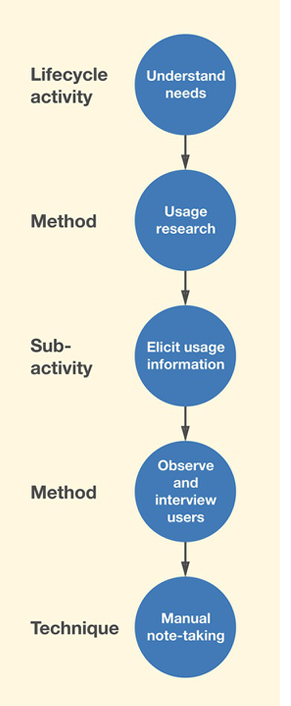 Lifecycle
activity
Understand
needs
Method
Usage
research
Sub-
activity
Elicit usage
information
Method
Observe
and
interview
users
Technique
Manual
note-taking